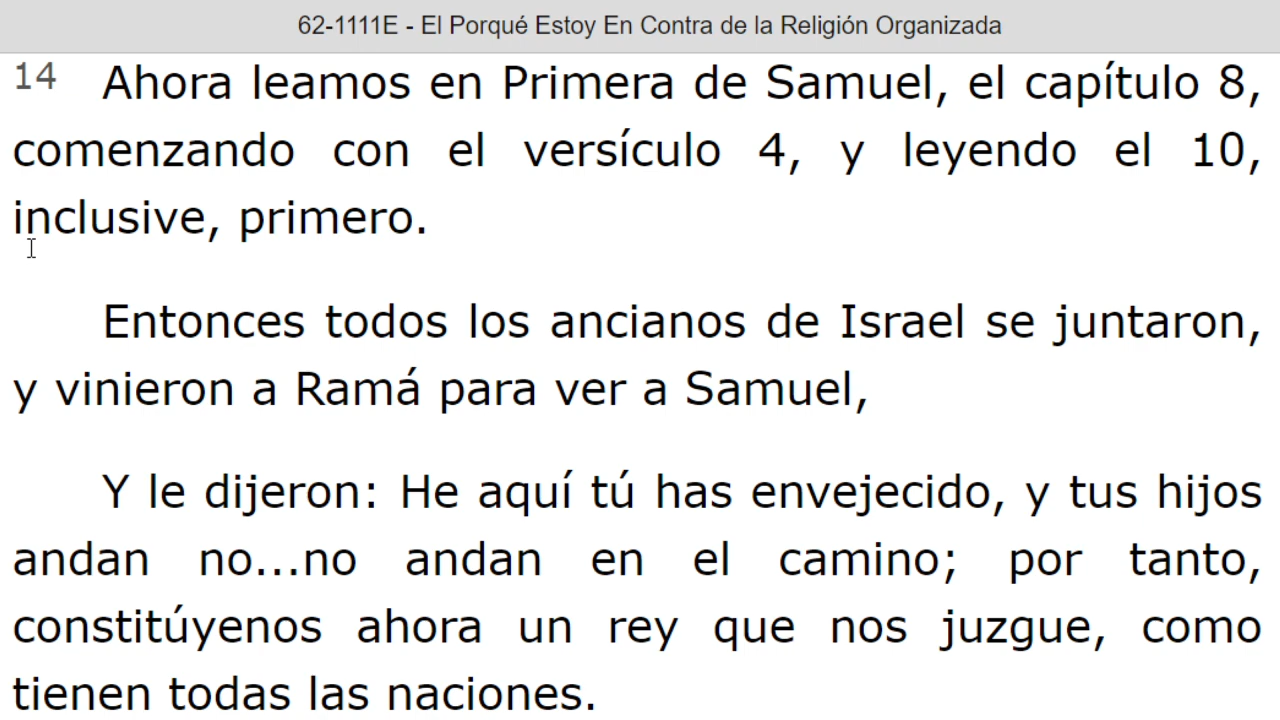 62-1111E - El Porqué Estoy En Contra de la Religión Organizada
14 Ahora leamos en Primera de Samuel, el capítulo 8,
comenzando con el versículo 4, y leyendo el 10,
inclusive, primero.
Entonces todos los ancianos de Israel se juntaron,
y vinieron a Ramá para ver a Samuel,
Y le dijeron: He aquí tú has envejecido, y tus hijos
andan no...no andan en el camino; por tanto,
constitúyenos ahora un rey que nos juzgue, como
tienen todas las naciones.